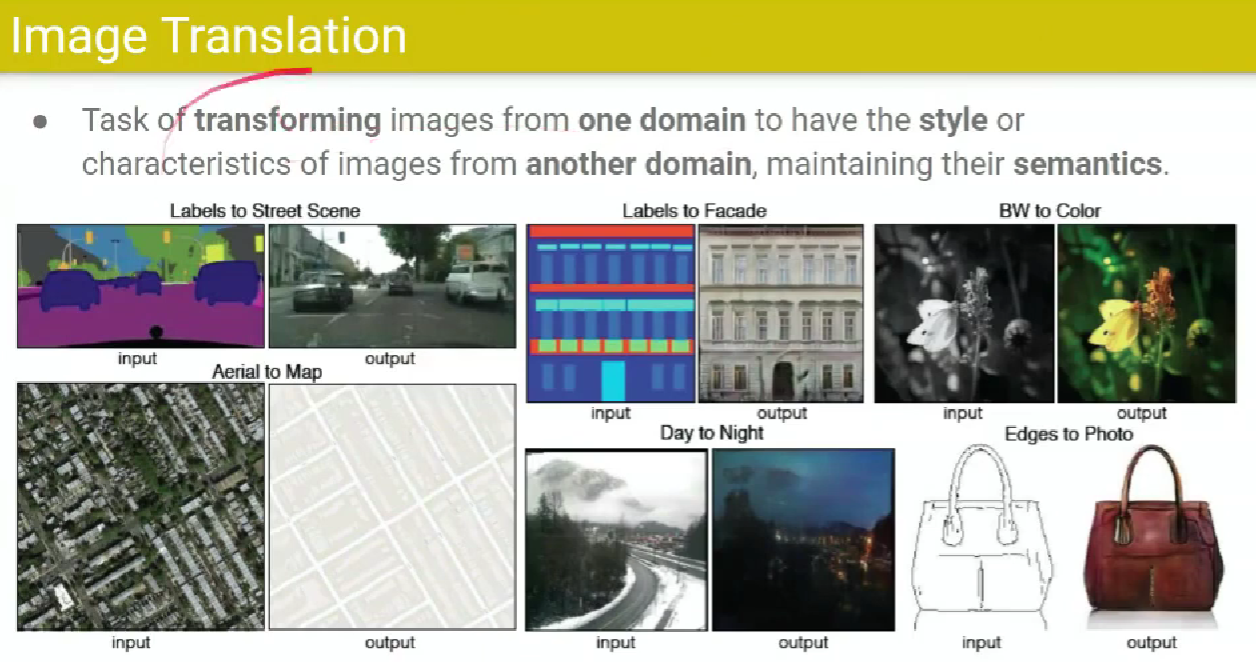 Image Translation
● Task of transforming images from one domain to have the style or
characteristics of images from another domain, maintaining their semantics.
Labels to Street Scene
input
output
Aerial to Map
input
output
Labels to Facade
input
output
BW to Color
input
output
Day to Night
input
output
Edges to Photo
input
output